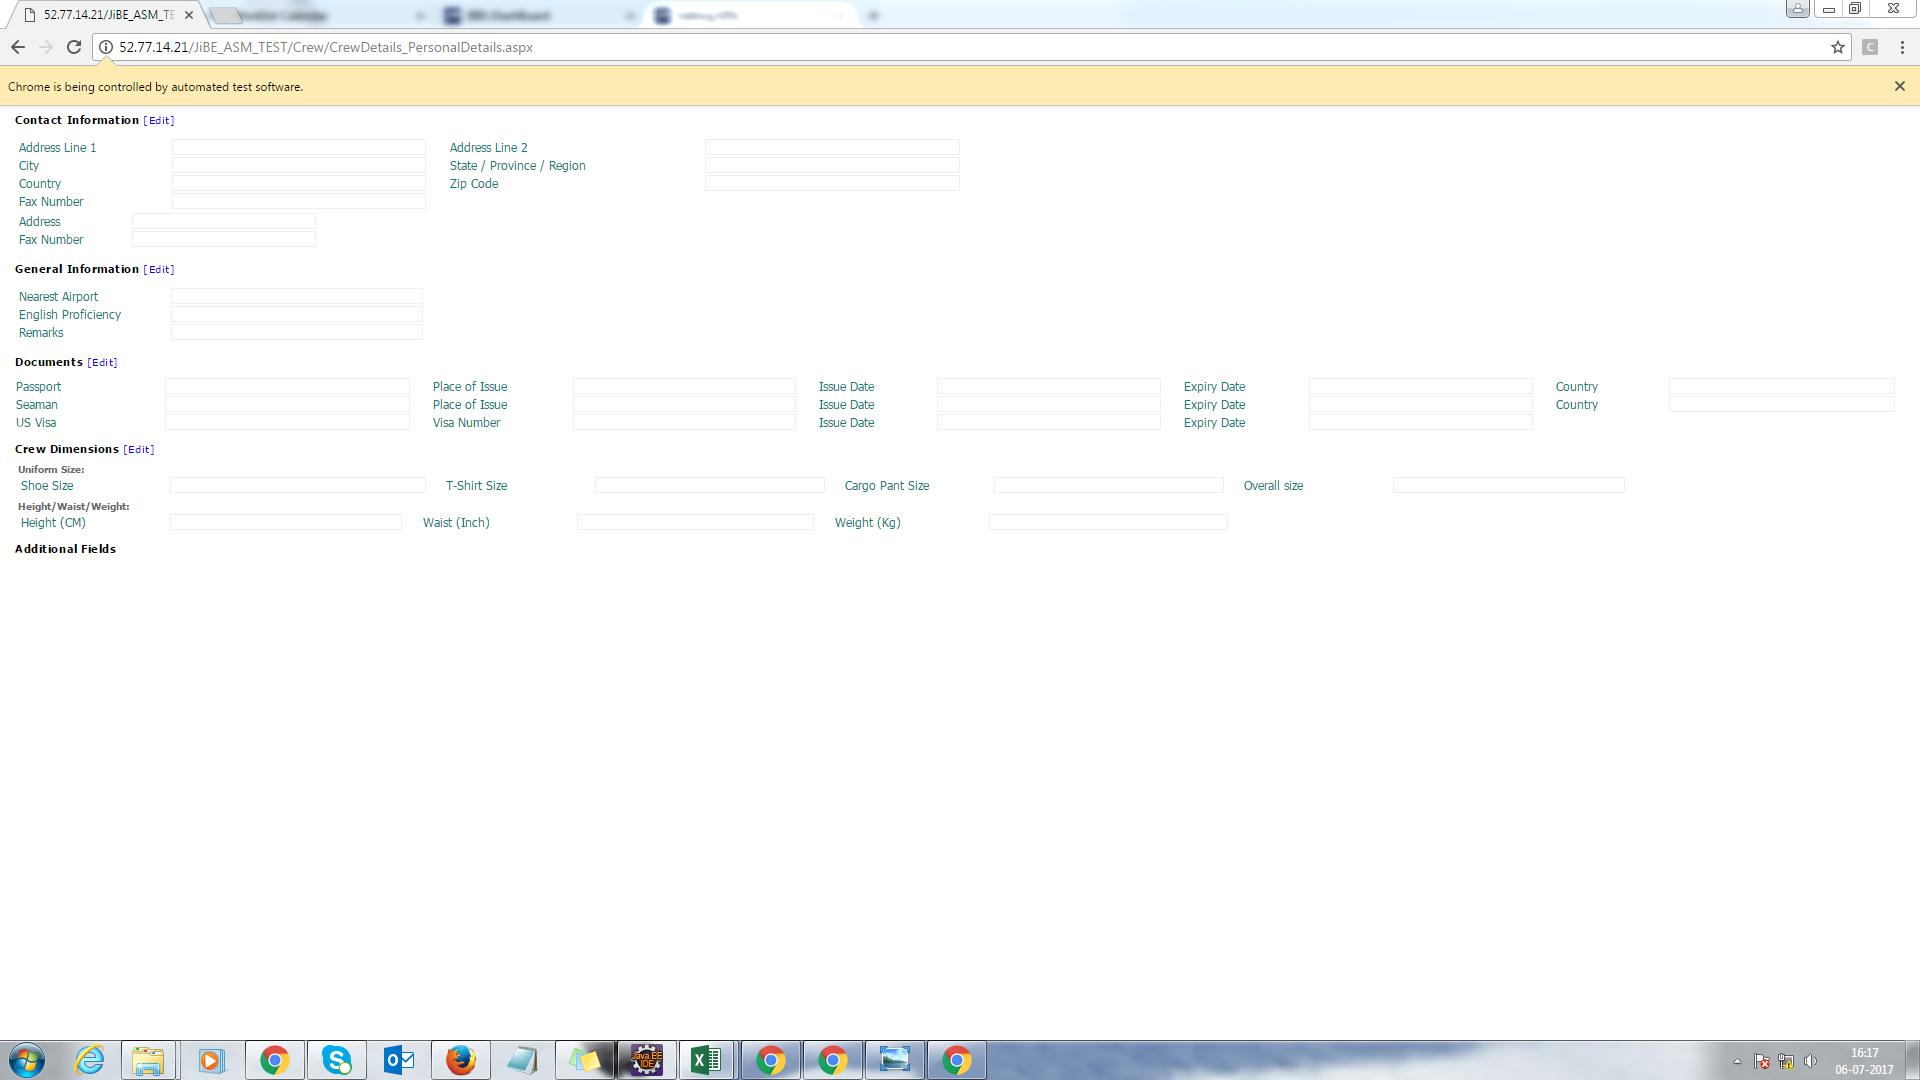 52.77.14.21/JiBE_ASM_TE
52.77.14.21/JiBE_ASM_TEST/Crew/CrewDetails_PersonalDetails.aspx
C
Chrome is being controlled by automated test software.
Contact Information [Edit]
Address Line 1 Address Line 2
City State / Province / Region
Country Zip Code
Fax Number
Address
Fax Number
General Information [Edit]
Nearest Airport
English Proficiency
Remarks
Documents [Edit]
Passport Place of Issue Issue Date Expiry Date Country
Seaman Place of Issue Issue Date Expiry Date Country
US Visa Visa Number Issue Date Expiry Date
Crew Dimensions [Edit]
Uniform Size:
Shoe Size T-Shirt Size Cargo Pant Size Overall size
Height/Waist/Weight:
Height (CM) Waist (Inch) Weight (Kg)
Additional Fields
Java EE
IDE
16:17
06-07-2017